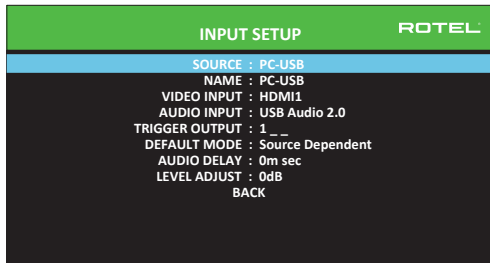 INPUT SETUP
ROTEL
SOURCE : PC-USB
NAME : PC-USB
VIDEO INPUT : HDMI1
AUDIO INPUT : USB Audio 2.0
TRIGGER OUTPUT : 1 _ _
DEFAULT MODE : Source Dependent
AUDIO DELAY : 0m sec
LEVEL ADJUST : 0dB
BACK